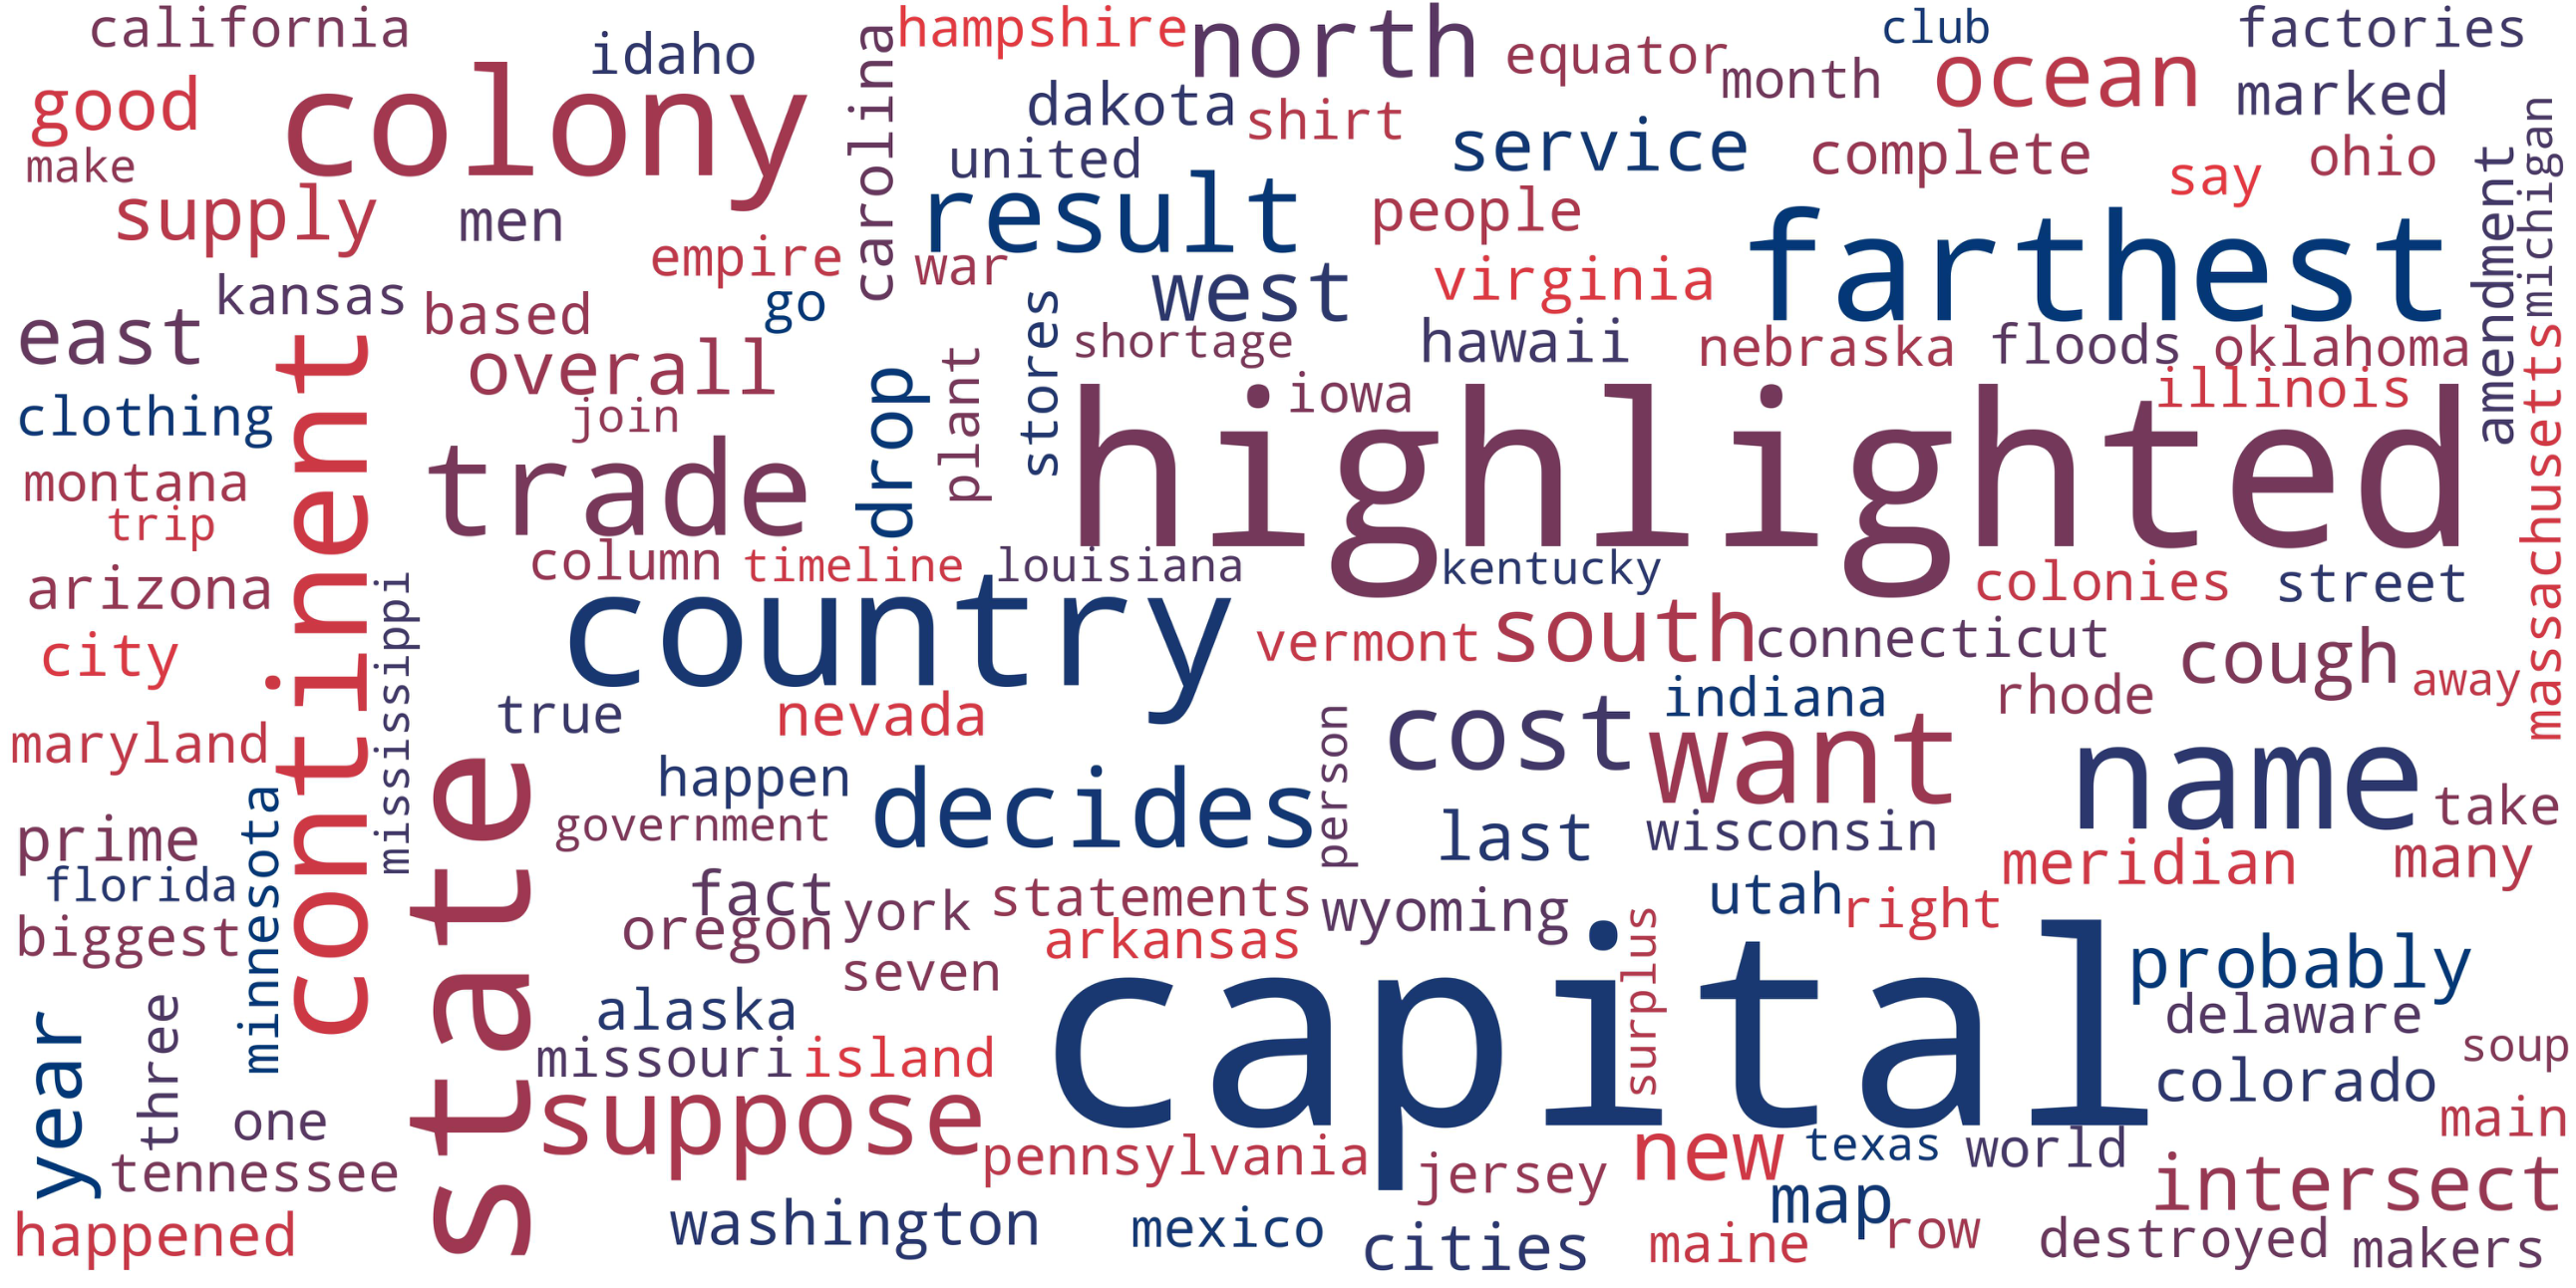 california
idaho
hampshire
north
equator
month
club
ocean
factories
good
colony
carolina
dakota
shirt
service
complete
marked
make
supply
men
united
result
people
say
ohio
amendment
michigan
empire
war
west
virginia
farthest
kansas
based
go
east
overall
stores
shortage
hawaii
nebraska
floods
oklahoma
clothing
continent
join
drop
plant
iowa
highlighted
illinois
massachusetts
montana
trade
trip
column
timeline
louisiana
kentucky
colonies
street
arizona
mississippi
country
vermont
south
connecticut
cough
away
city
true
nevada
cost
indiana
rhode
maryland
want
name
take
happen
decides
person
last
wisconsin
many
prime
minnesota
state
government
meridian
florida
fact
york
statements
wyoming
utah
right
biggest
oregon
arkansas
seven
surplus
capital
probably
year
three
alaska
delaware
soup
missouri
island
colorado
one
suppose
main
tennessee
pennsylvania
jersey
new
texas
world
intersect
happened
washington
mexico
cities
maine
map
row
destroyed
makers